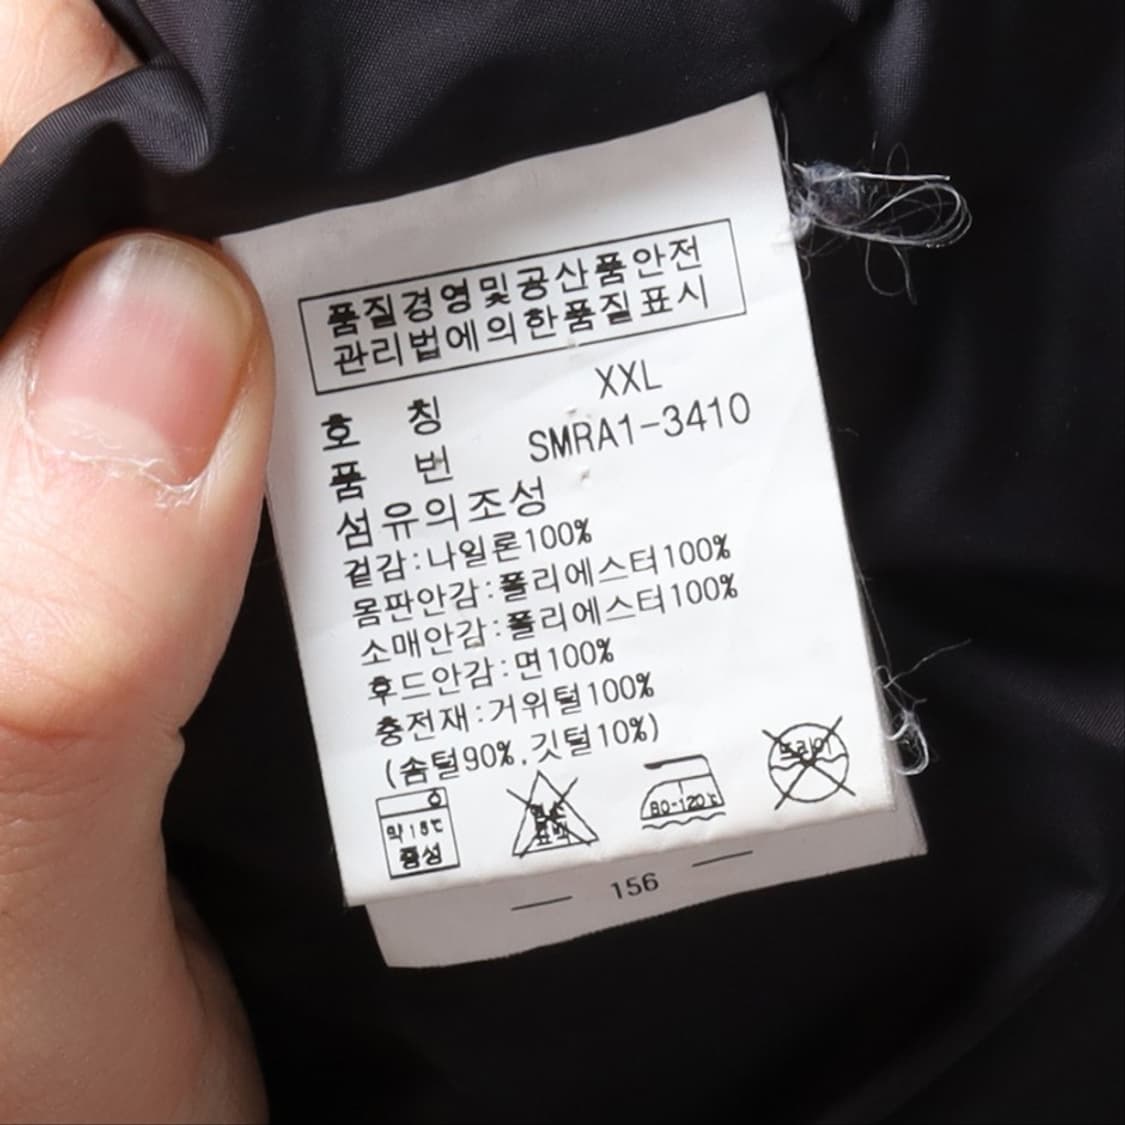 품질경영및공산품안전
관리법에의한품질표시
호 칭 XXL
품 번 SMRA1-3410
섬유의조성
겉감:나일론100%
몸판안감:폴리에스터100%
소매안감:폴리에스터100%
후드안감:면100%
충전재:거위털100%
(솜털90%.깃털10%)
약15℃
중성
염소
표백
80-120℃
드라이
156